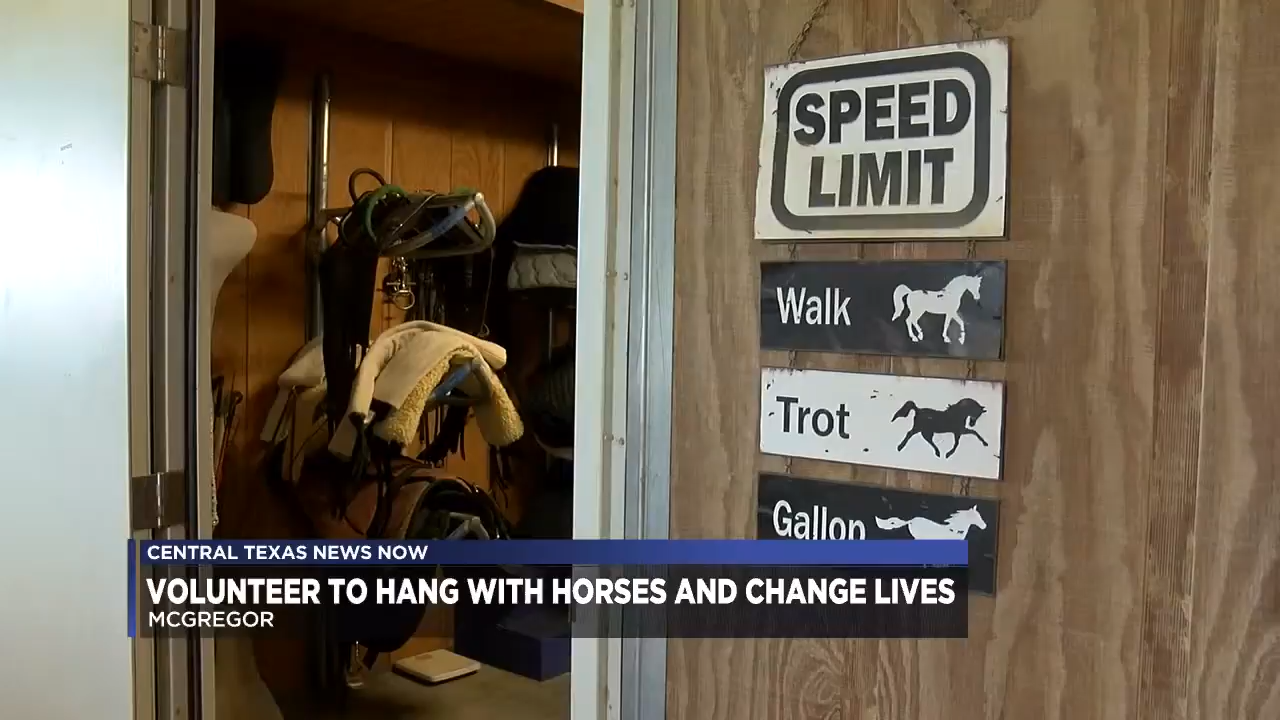 SPEED
LIMIT
Walk
Trot
Gallop
CENTRAL TEXAS NEWS NOW
VOLUNTEER TO HANG WITH HORSES AND CHANGE LIVES
MCGREGOR